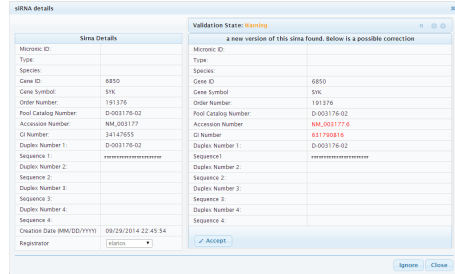 siRNA details
Sirna Details
Micronic ID:
Type:
Species:
Gene ID: 6850
Gene Symbol: SYK
Order Number: 191376
Pool Catalog Number: D-003176-02
Accession Number: NM_003177
GI Number: 34147655
Duplex Number 1: D-003176-02
Sequence 1:
Duplex Number 2:
Sequence 2:
Duplex Number 3:
Sequence 3:
Duplex Number 4:
Sequence 4:
Creation Date (MM/DD/YYYY) 09/29/2014 22:45:54
Registrator elarios
Validation State: Warning
a new version of this sirna found. Below is a possible correction
Micronic ID:
Type:
Species:
Gene ID 6850
Gene Symbol SYK
Order Number: 191376
Pool Catalog Number: D-003176-02
Accession Number NM_003177.6
GI Number 631790816
Duplex Number 1: D-003176-02
Sequence1
Duplex Number 2:
Sequence 2:
Duplex Number 3:
Sequence 3:
Duplex Number 4:
Sequence 4:
Accept
Ignore Close